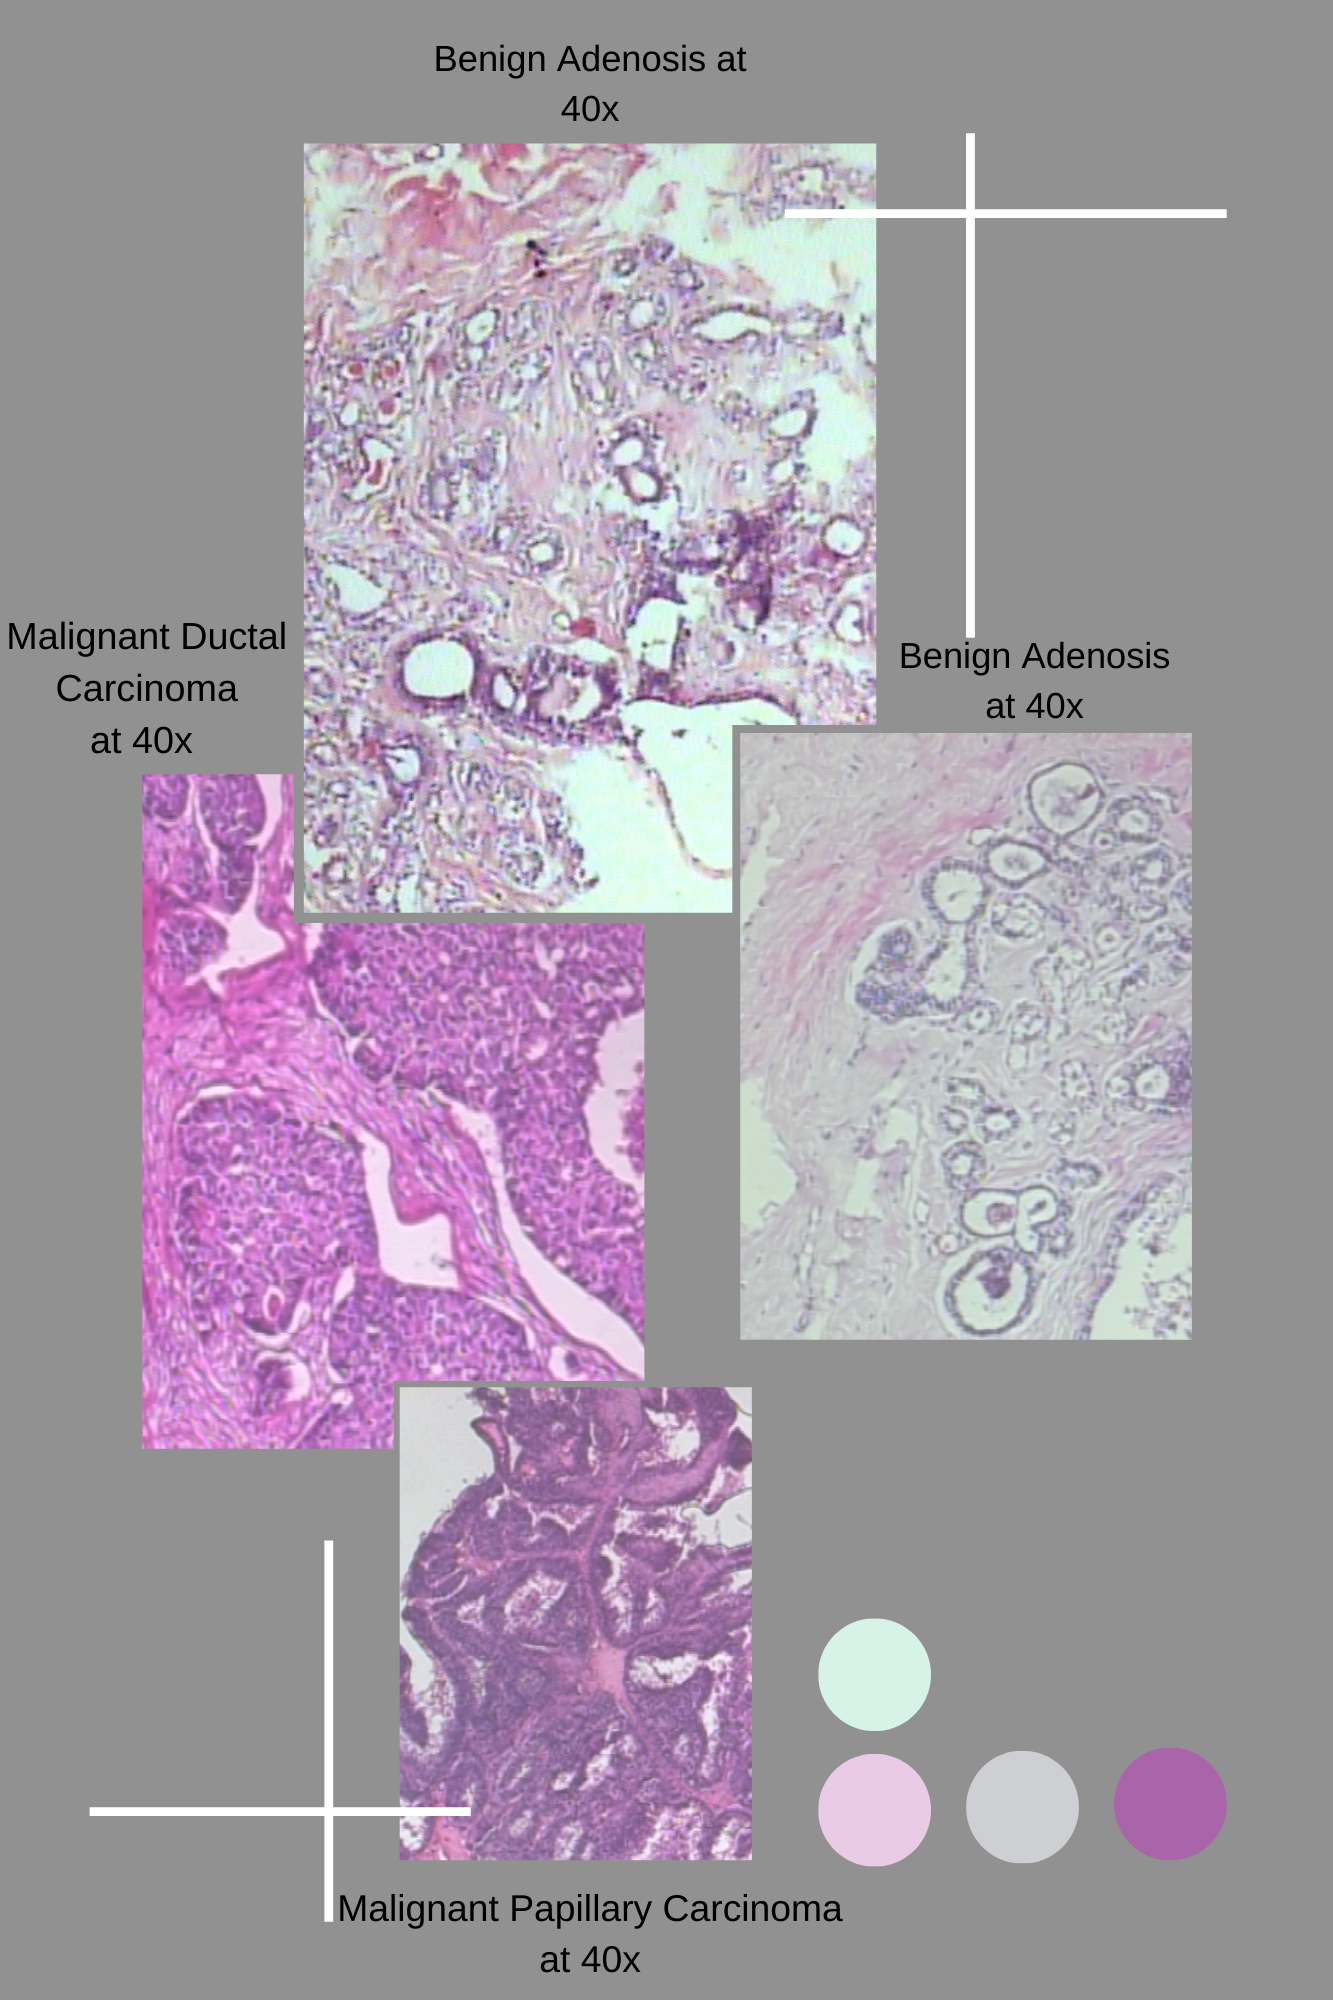 Benign Adenosis at
40x
Malignant Ductal
Carcinoma
at 40x
Benign Adenosis
at 40x
Malignant Papillary Carcinoma
at 40x